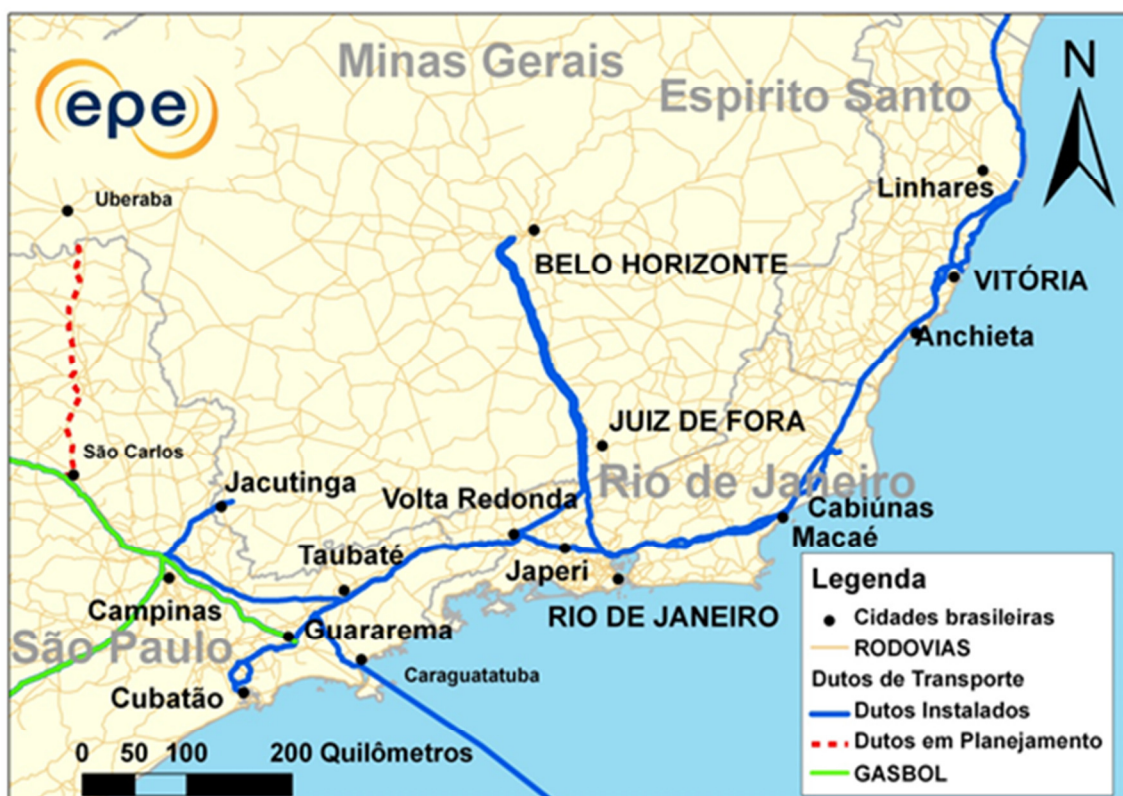 Minas Gerais
Espirito Santo
N
epe
Uberaba
Linhares
BELO HORIZONTE
VITÓRIA
Anchieta
JUIZ DE FORA
São Carlos
Jacutinga
Volta Redonda
Rio de Janeiro
Cabiúnas
Macaé
Taubaté
Japeri
Campinas
RIO DE JANEIRO
Guararema
São Paulo
Caraguatatuba
Cubatão
0 50 100 200 Quilômetros
Legenda
Cidades brasileiras
RODOVIAS
Dutos de Transporte
Dutos Instalados
Dutos em Planejamento
GASBOL